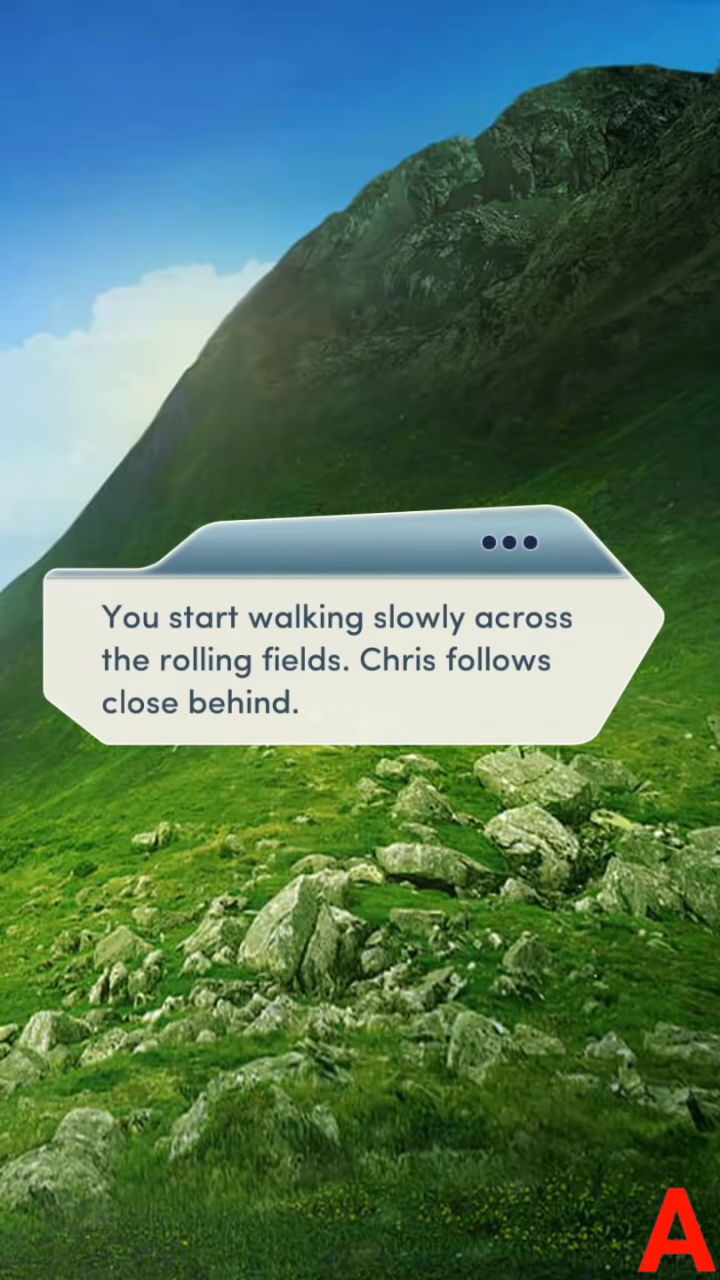 You start walking slowly across
the rolling fields. Chris follows
close behind.
A